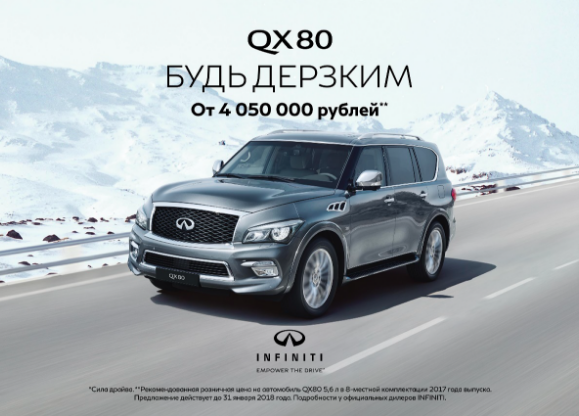 QX80
БУДЬ ДЕРЗКИМ
От 4 050 000 рублей**
QX80
INFINITI
EMPOWER THE DRIVE*
*Сила драйва. **Рекомендованная розничная цена на автомобиль QX80 5,6 л в 8-местной комплектации 2017 года выпуска.
Предложение действует до 31 января 2018 года. Подробности у официальных дилеров INFINITI.